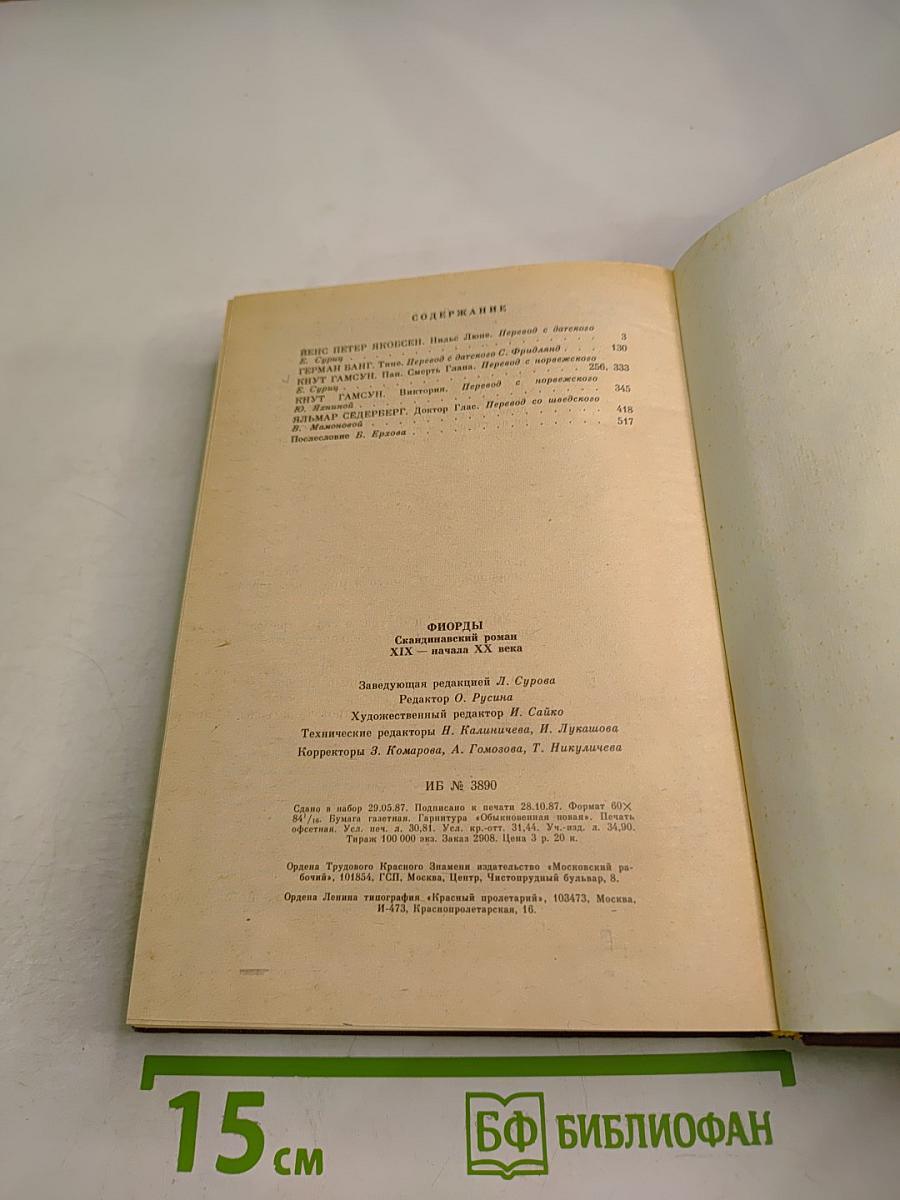 СОДЕРЖАНИЕ
ЙЕНС ПЕТЕР ЯКОБСЕН. Нильс Люне. Перевод с датского
Е. Суриц . . . . . . . . . . . . . . . . . . 3
ГЕРМАН БАНГ. Тине. Перевод с датского С. Фридлянд . . . 130
КНУТ ГАМСУН. Пан. Смерть Глана. Перевод с норвежского
Е. Суриц . . . . . . . . . . . . . . . . . . 256, 333
КНУТ ГАМСУН. Виктория. Перевод с норвежского
Ю. Яхниной . . . . . . . . . . . . . . . . . . 345
ЯЛЬМАР СЁДЕРБЕРГ. Доктор Глас. Перевод со шведского
В. Мамоновой . . . . . . . . . . . . . . . . . . 418
Послесловие Б. Ерхова . . . . . . . . . . . . . . . 517
ФИОРДЫ
Скандинавский роман
XIX — начала XX века
Заведующая редакцией Л. Сурова
Редактор О. Русина
Художественный редактор И. Сайко
Технические редакторы Н. Калиничева, И. Лукашова
Корректоры З. Комарова, А. Гомозова, Т. Никуличева
ИБ № 3890
Сдано в набор 29.05.87. Подписано к печати 28.10.87. Формат 60×
84¹/₁₆. Бумага газетная. Гарнитура «Обыкновенная новая». Печать
офсетная. Усл. печ. л. 30,81. Усл. кр.-отт. 31,44. Уч.-изд. л. 34,90.
Тираж 100 000 экз. Заказ 2908. Цена 3 р. 20 к.
Ордена Трудового Красного Знамени издательство «Московский ра-
бочий», 101854, ГСП, Москва, Центр, Чистопрудный бульвар, 8.
Ордена Ленина типография «Красный пролетарий», 103473, Москва,
И-473, Краснопролетарская, 16.
15 см
БФ БИБЛИОФАН